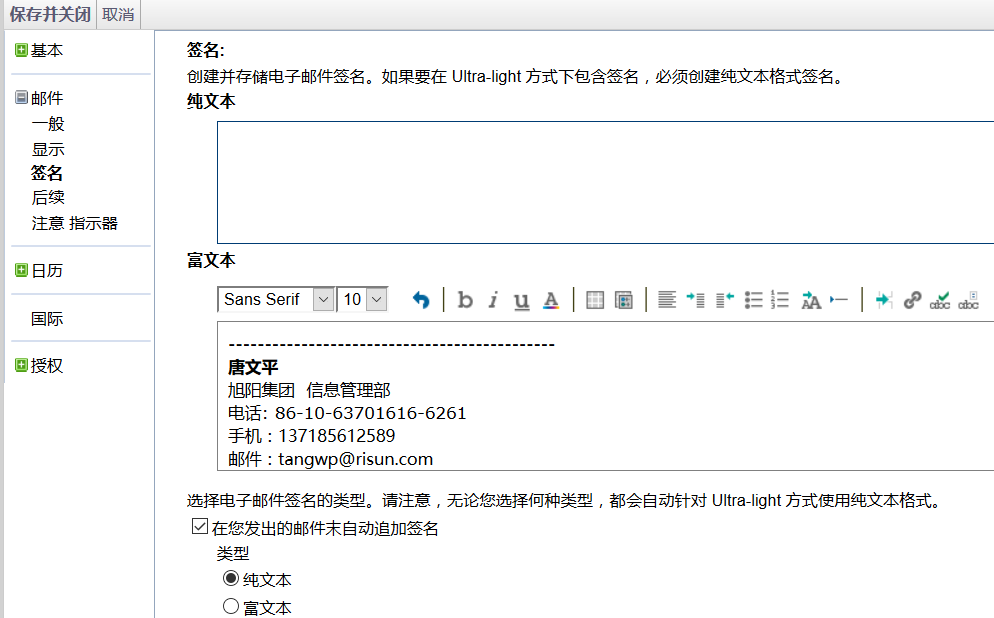 保存并关闭 取消
基本
邮件
一般
显示
签名
后续
注意 指示器
日历
国际
授权
签名:
创建并存储电子邮件签名。如果要在 Ultra-light 方式下包含签名，必须创建纯文本格式签名。
纯文本
富文本
Sans Serif 10 b i u A AA abc abc
---------------------------------------------
唐文平
旭阳集团 信息管理部
电话: 86-10-63701616-6261
手机：137185612589
邮件：tangwp@risun.com
选择电子邮件签名的类型。请注意，无论您选择何种类型，都会自动针对 Ultra-light 方式使用纯文本格式。
在您发出的邮件末自动追加签名
类型
纯文本
富文本